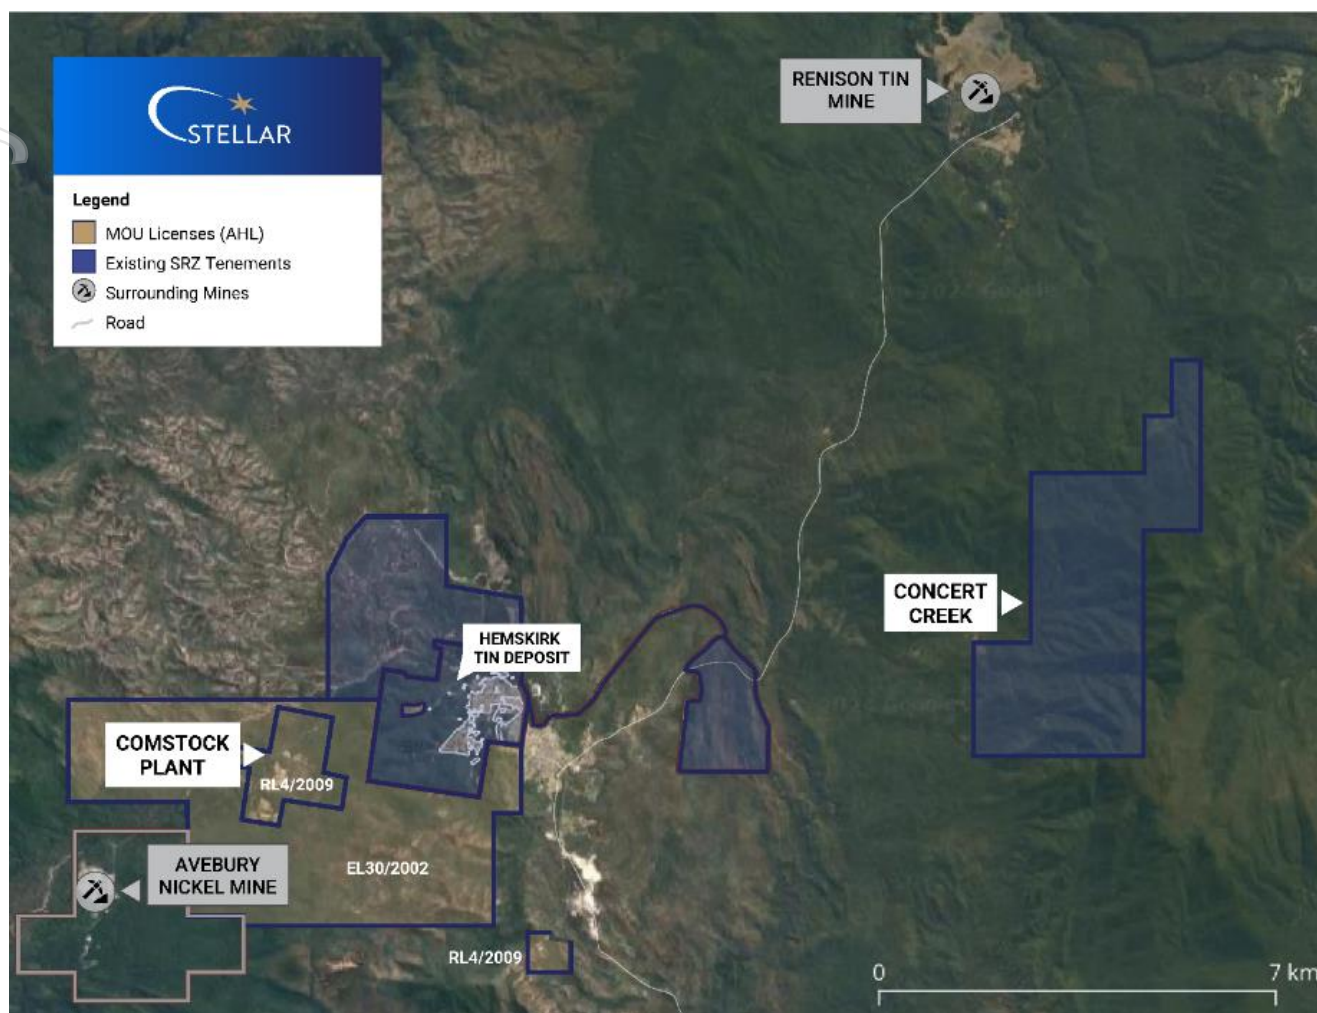 STELLAR
Legend
MOU Licenses (AHL)
Existing SRZ Tenements
Surrounding Mines
Road
RENISON TIN
MINE
CONCERT
CREEK
HEMSKIRK
TIN DEPOSIT
COMSTOCK
PLANT
RL4/2009
EL30/2002
AVEBURY
NICKEL MINE
RL4/2009
0
7 km